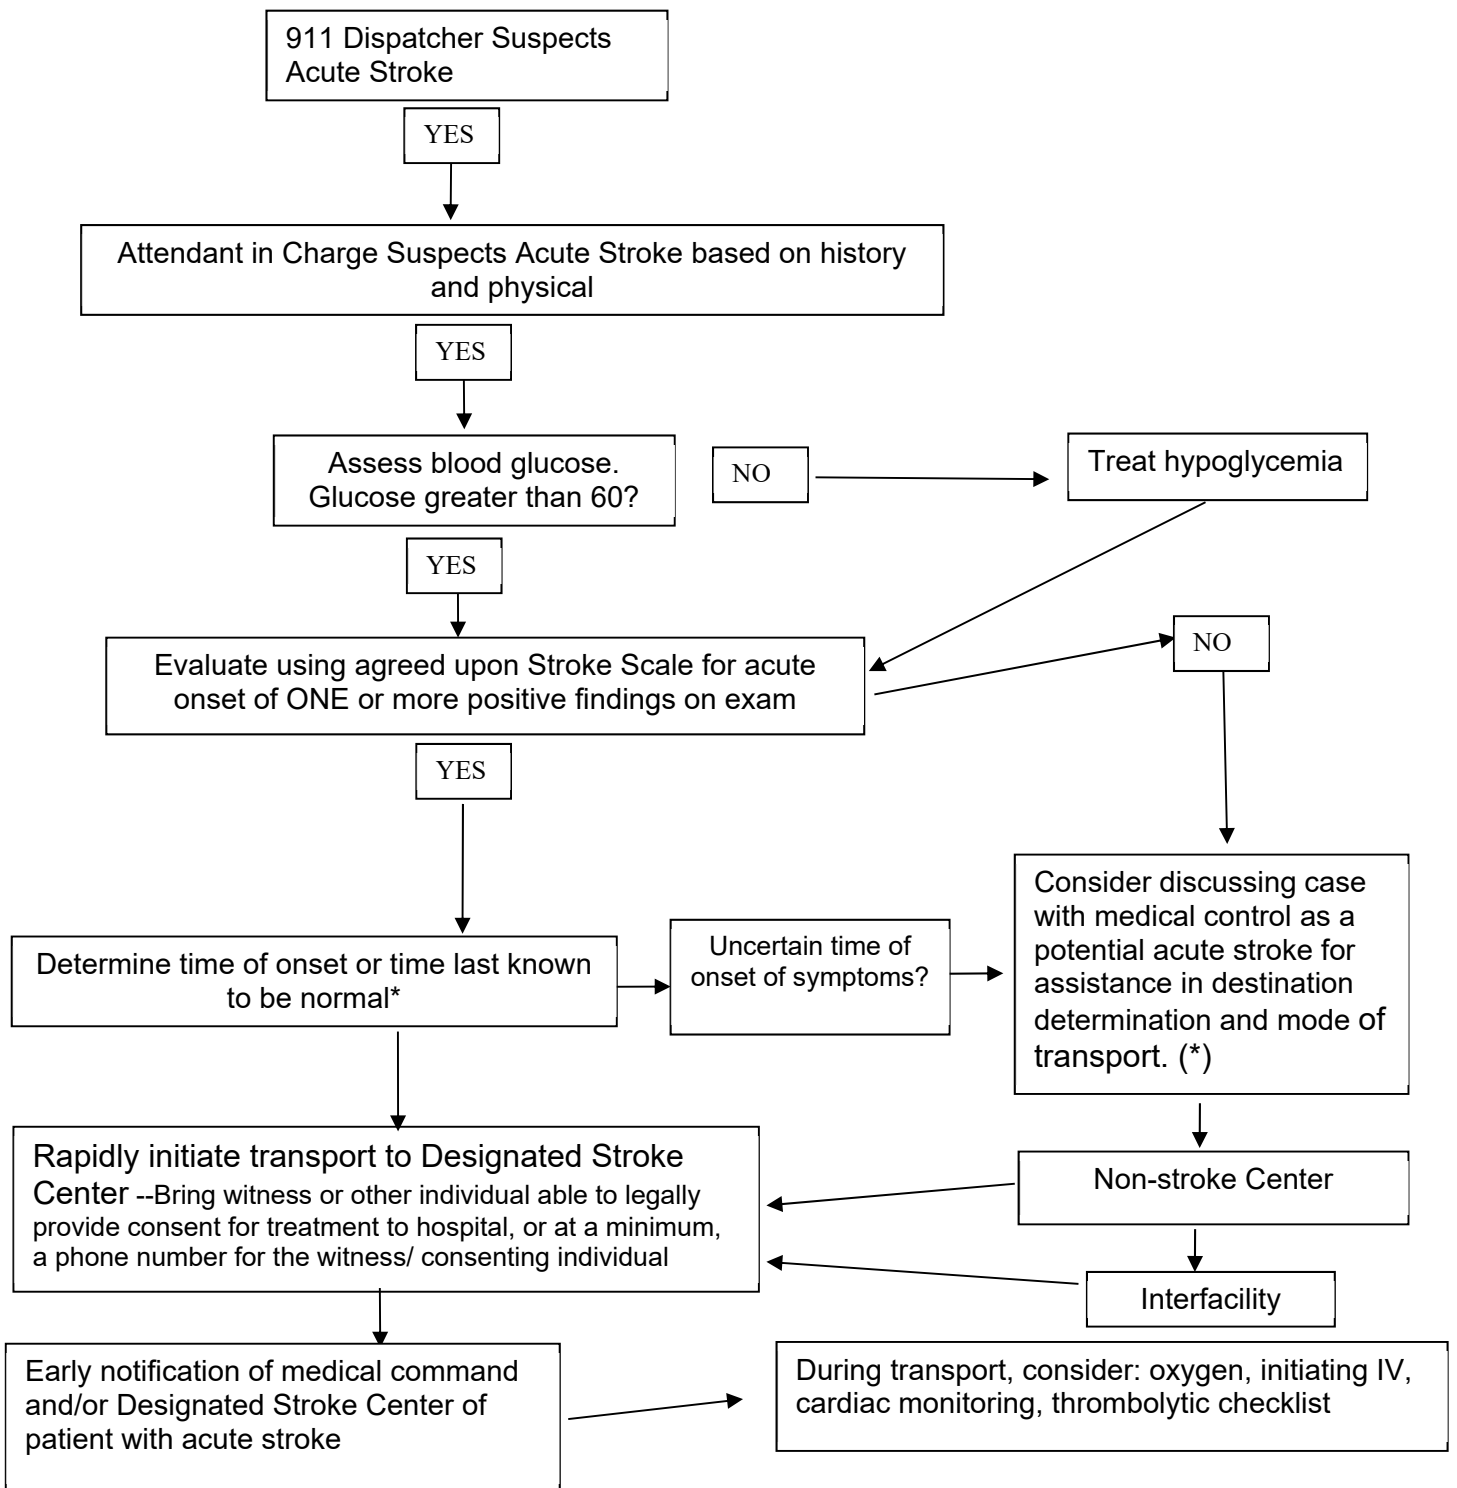 911 Dispatcher Suspects
Acute Stroke
YES
Attendant in Charge Suspects Acute Stroke based on history
and physical
YES
Assess blood glucose.
Glucose greater than 60?
NO
Treat hypoglycemia
YES
Evaluate using agreed upon Stroke Scale for acute
onset of ONE or more positive findings on exam
NO
YES
Determine time of onset or time last known
to be normal*
Uncertain time of
onset of symptoms?
Consider discussing case
with medical control as a
potential acute stroke for
assistance in destination
determination and mode of
transport. (*)
Rapidly initiate transport to Designated Stroke
Center --Bring witness or other individual able to legally
provide consent for treatment to hospital, or at a minimum,
a phone number for the witness/ consenting individual
Non-stroke Center
Interfacility
Early notification of medical command
and/or Designated Stroke Center of
patient with acute stroke
During transport, consider: oxygen, initiating IV,
cardiac monitoring, thrombolytic checklist